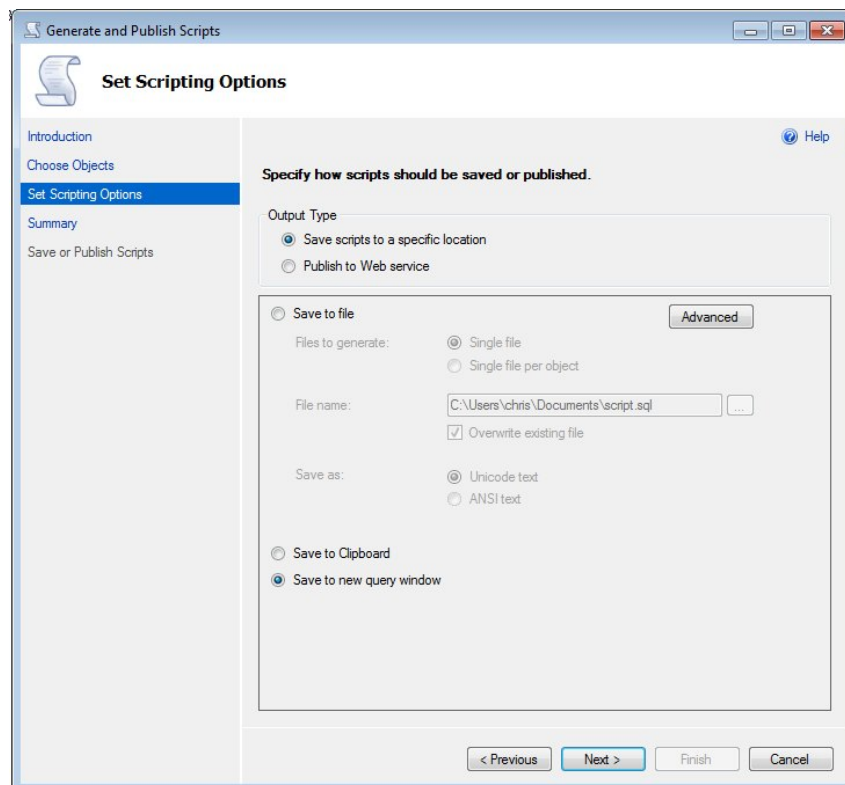 Generate and Publish Scripts
Set Scripting Options
Introduction
Choose Objects
Set Scripting Options
Summary
Save or Publish Scripts
Help
Specify how scripts should be saved or published.
Output Type
Save scripts to a specific location
Publish to Web service
Save to file
Advanced
Files to generate:
Single file
Single file per object
File name:
C:\Users\chris\Documents\script.sql
...
Overwrite existing file
Save as:
Unicode text
ANSI text
Save to Clipboard
Save to new query window
< Previous
Next >
Finish
Cancel